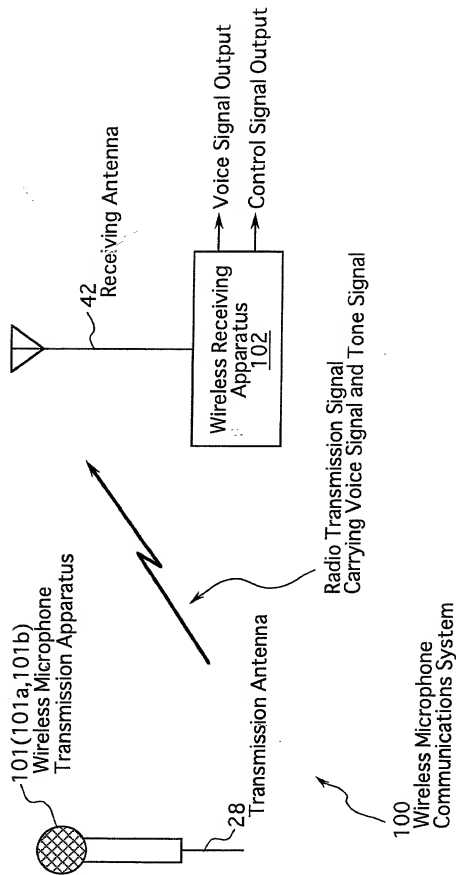 101(101a,101b)
Wireless Microphone
Transmission Apparatus
28
Transmission Antenna
42
Receiving Antenna
Wireless Receiving
Apparatus
102
Voice Signal Output
Control Signal Output
Radio Transmission Signal
Carrying Voice Signal and Tone Signal
100
Wireless Microphone
Communications System